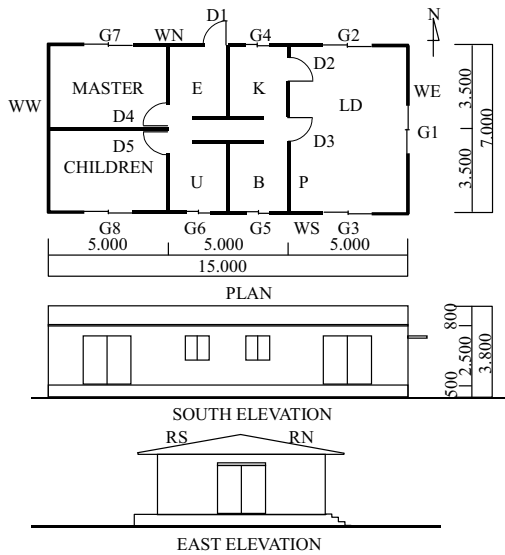 D1 N
G7 WN G4 G2
D2
MASTER E K WE
WW LD
D4 G1
D5 D3
CHILDREN
U B P
G8 G6 G5 WS G3
3.500
3.500
7.000
5.000 5.000 5.000
15.000
PLAN
800
2.500
500
3.800
SOUTH ELEVATION
RS RN
EAST ELEVATION